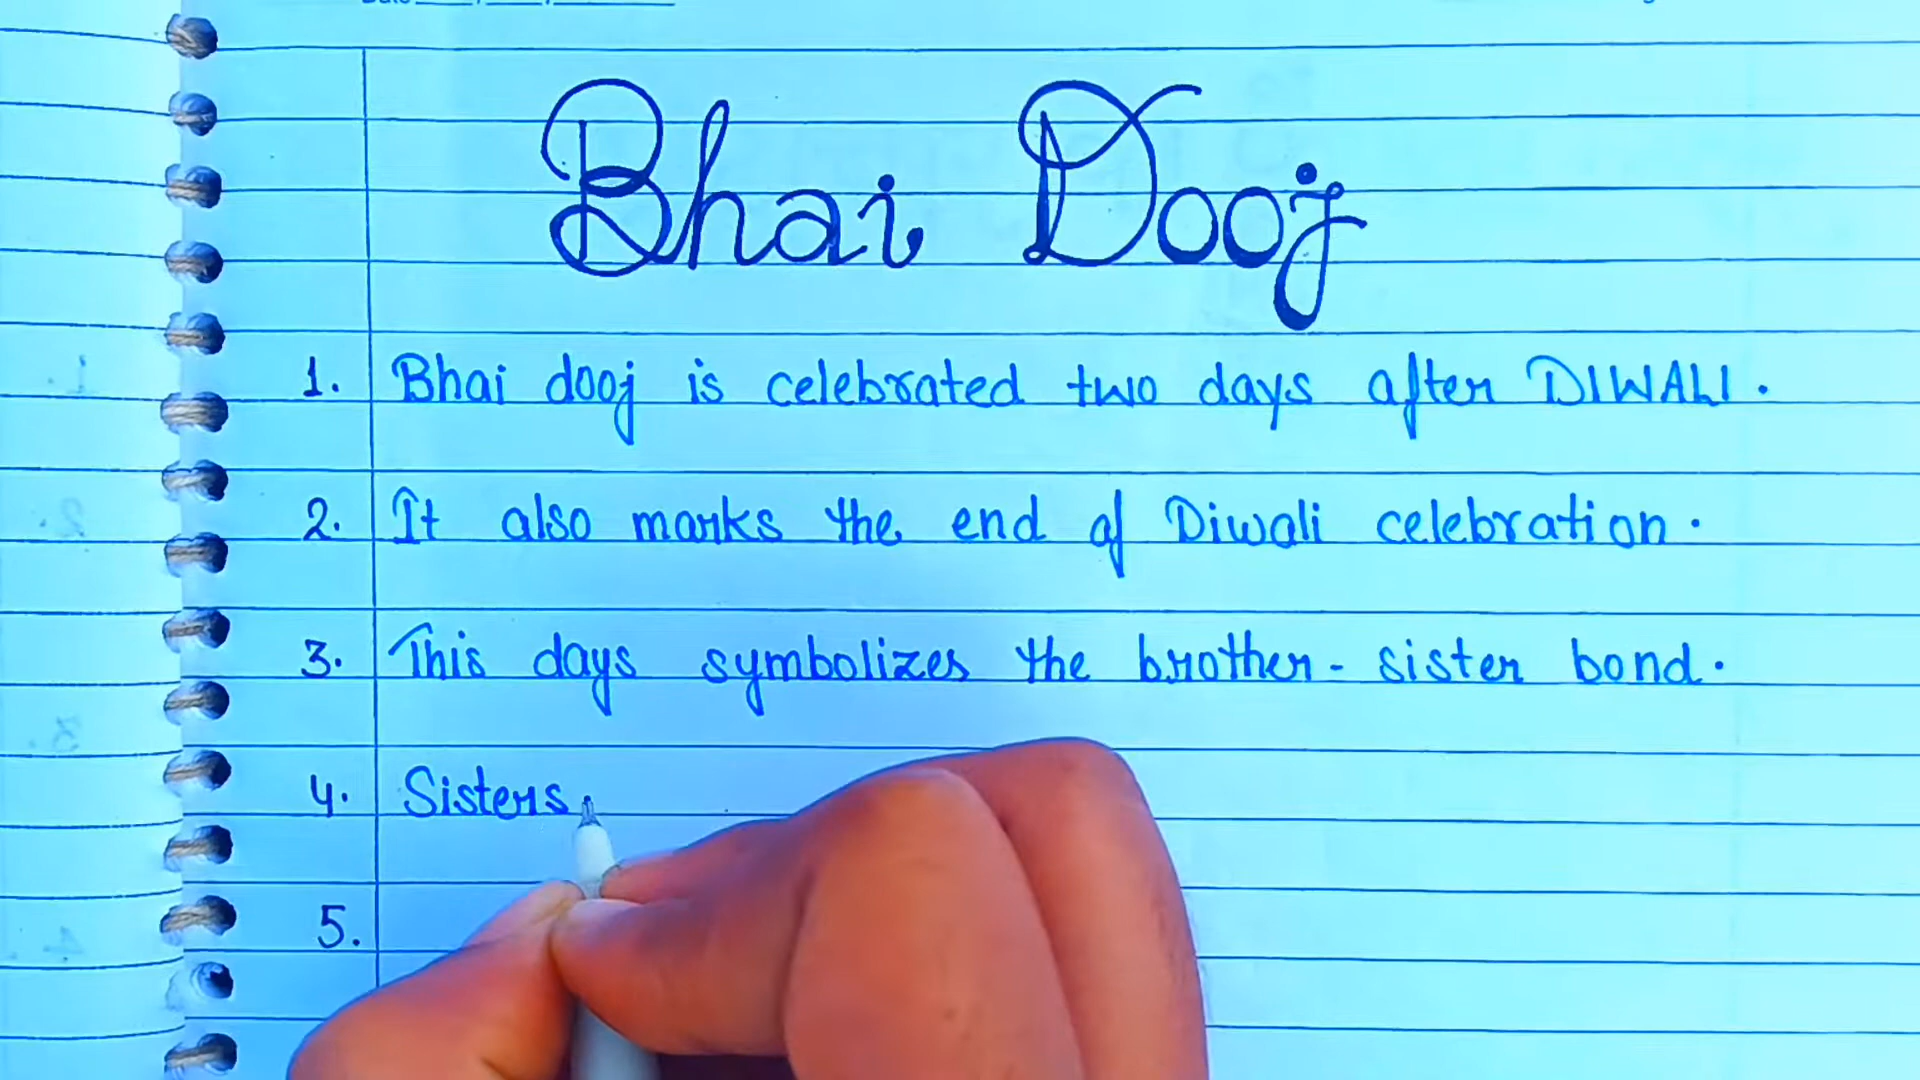 Bhai Dooj
1. Bhai dooj is celebrated two days after DIWALI.
2. It also marks the end of Diwali celebration.
3. This days symbolizes the brother-sister bond.
4. Sisters
5.